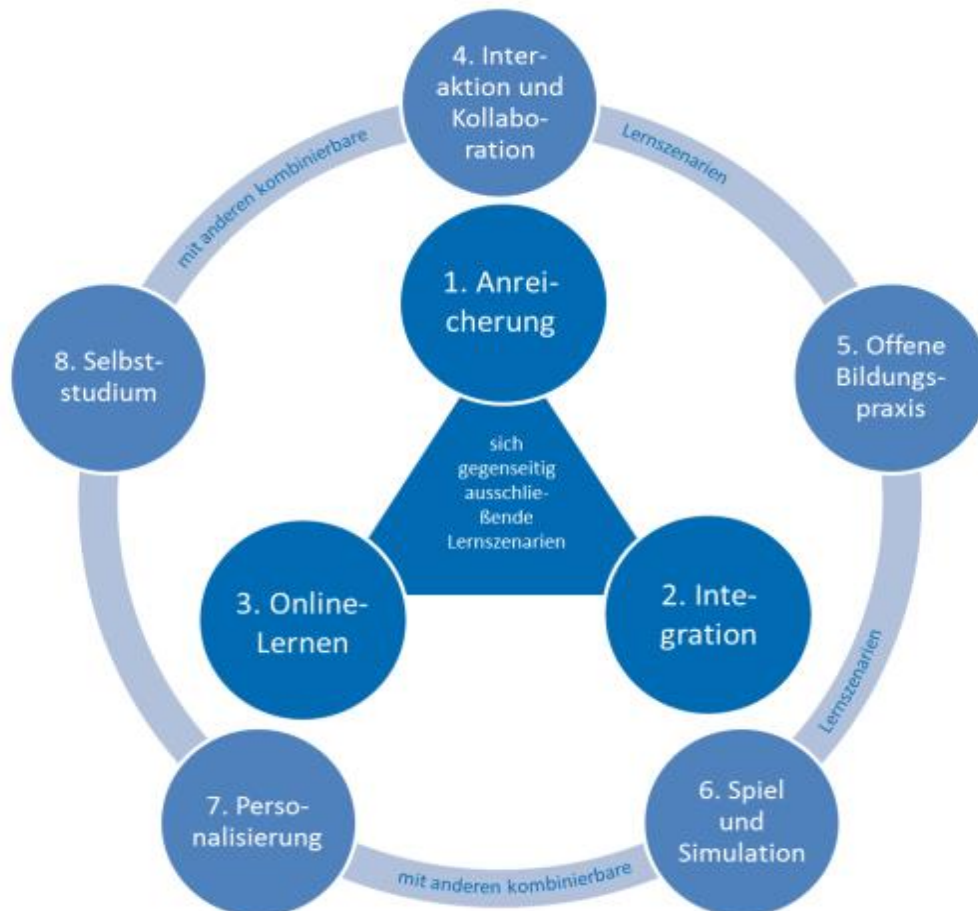 4. Inter-
aktion und
Kollabo-
ration
mit anderen kombinierbare
Lernszenarien
1. Anrei-
cherung
8. Selbst-
studium
5. Offene
Bildungs-
praxis
sich
gegenseitig
ausschlie-
ßende
Lernszenarien
3. Online-
Lernen
2. Inte-
gration
Lernszenarien
7. Perso-
nalisierung
6. Spiel
und
Simulation
mit anderen kombinierbare